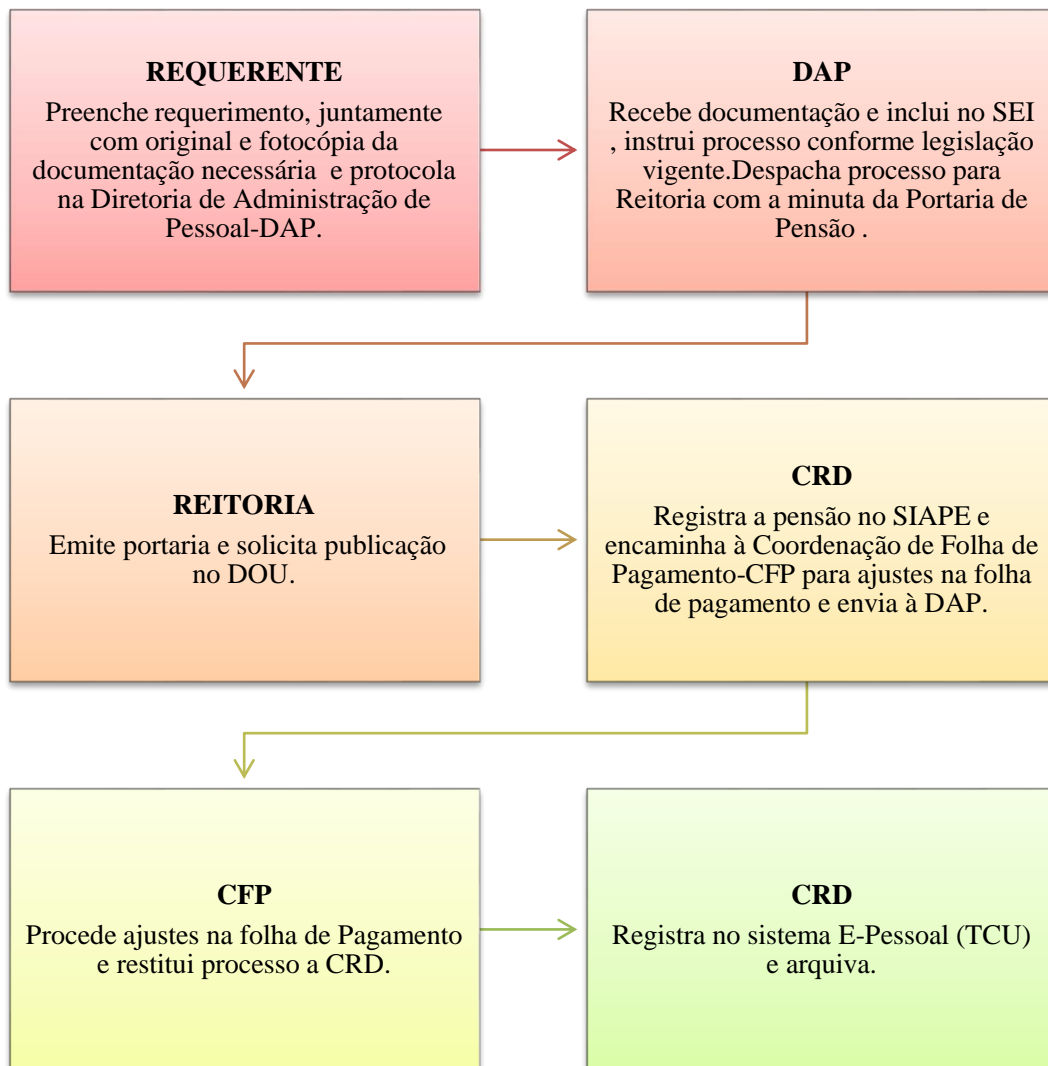 REQUERENTE
Preenche requerimento, juntamente
com original e fotocópia da
documentação necessária e protocola
na Diretoria de Administração de
Pessoal-DAP.
DAP
Recebe documentação e inclui no SEI
, instrui processo conforme legislação
vigente.Despacha processo para
Reitoria com a minuta da Portaria de
Pensão .
REITORIA
Emite portaria e solicita publicação
no DOU.
CRD
Registra a pensão no SIAPE e
encaminha à Coordenação de Folha de
Pagamento-CFP para ajustes na folha
de pagamento e envia à DAP.
CFP
Procede ajustes na folha de Pagamento
e restitui processo a CRD.
CRD
Registra no sistema E-Pessoal (TCU)
e arquiva.